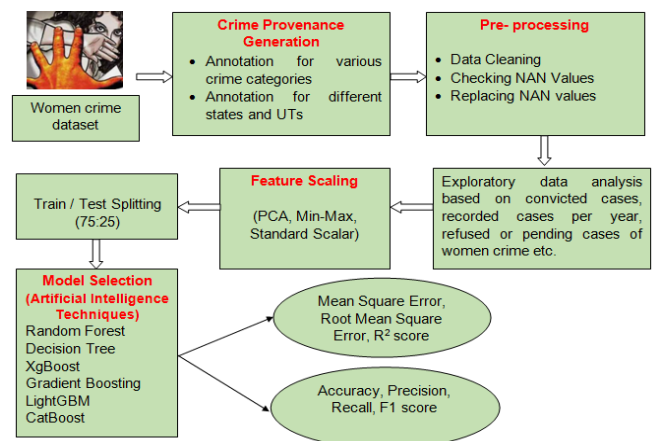 Women crime
dataset
Crime Provenance
Generation
• Annotation for various
crime categories
• Annotation for different
states and UTs
Pre- processing
• Data Cleaning
• Checking NAN Values
• Replacing NAN values
Exploratory data analysis
based on convicted cases,
recorded cases per year,
refused or pending cases of
women crime etc.
Feature Scaling
(PCA, Min-Max,
Standard Scalar)
Train / Test Splitting
(75:25)
Model Selection
(Artificial Intelligence
Techniques)
Random Forest
Decision Tree
XgBoost
Gradient Boosting
LightGBM
CatBoost
Mean Square Error,
Root Mean Square
Error, R² score
Accuracy, Precision,
Recall, F1 score